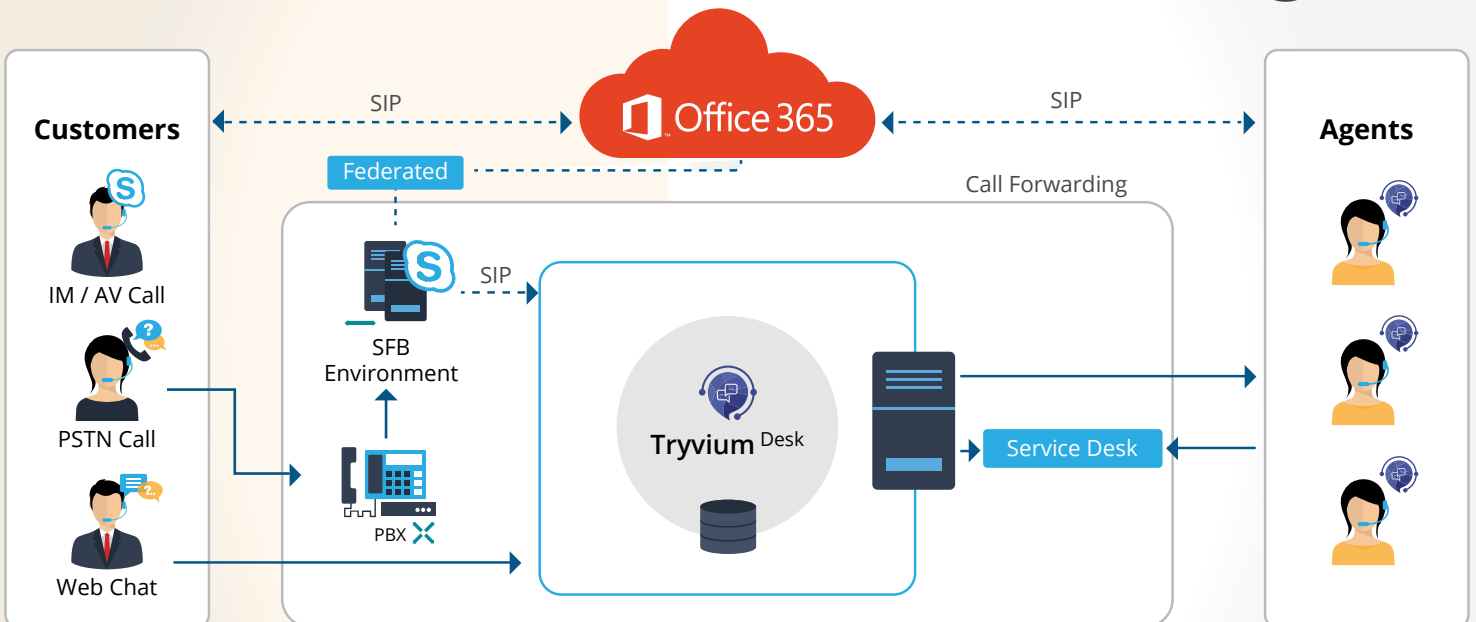 SIP
Office 365
SIP
Customers
Agents
Federated
Call Forwarding
S
S
SIP
IM / AV Call
?
SFB
Environment
PSTN Call
Tryvium Desk
Service Desk
?..
PBX
Web Chat